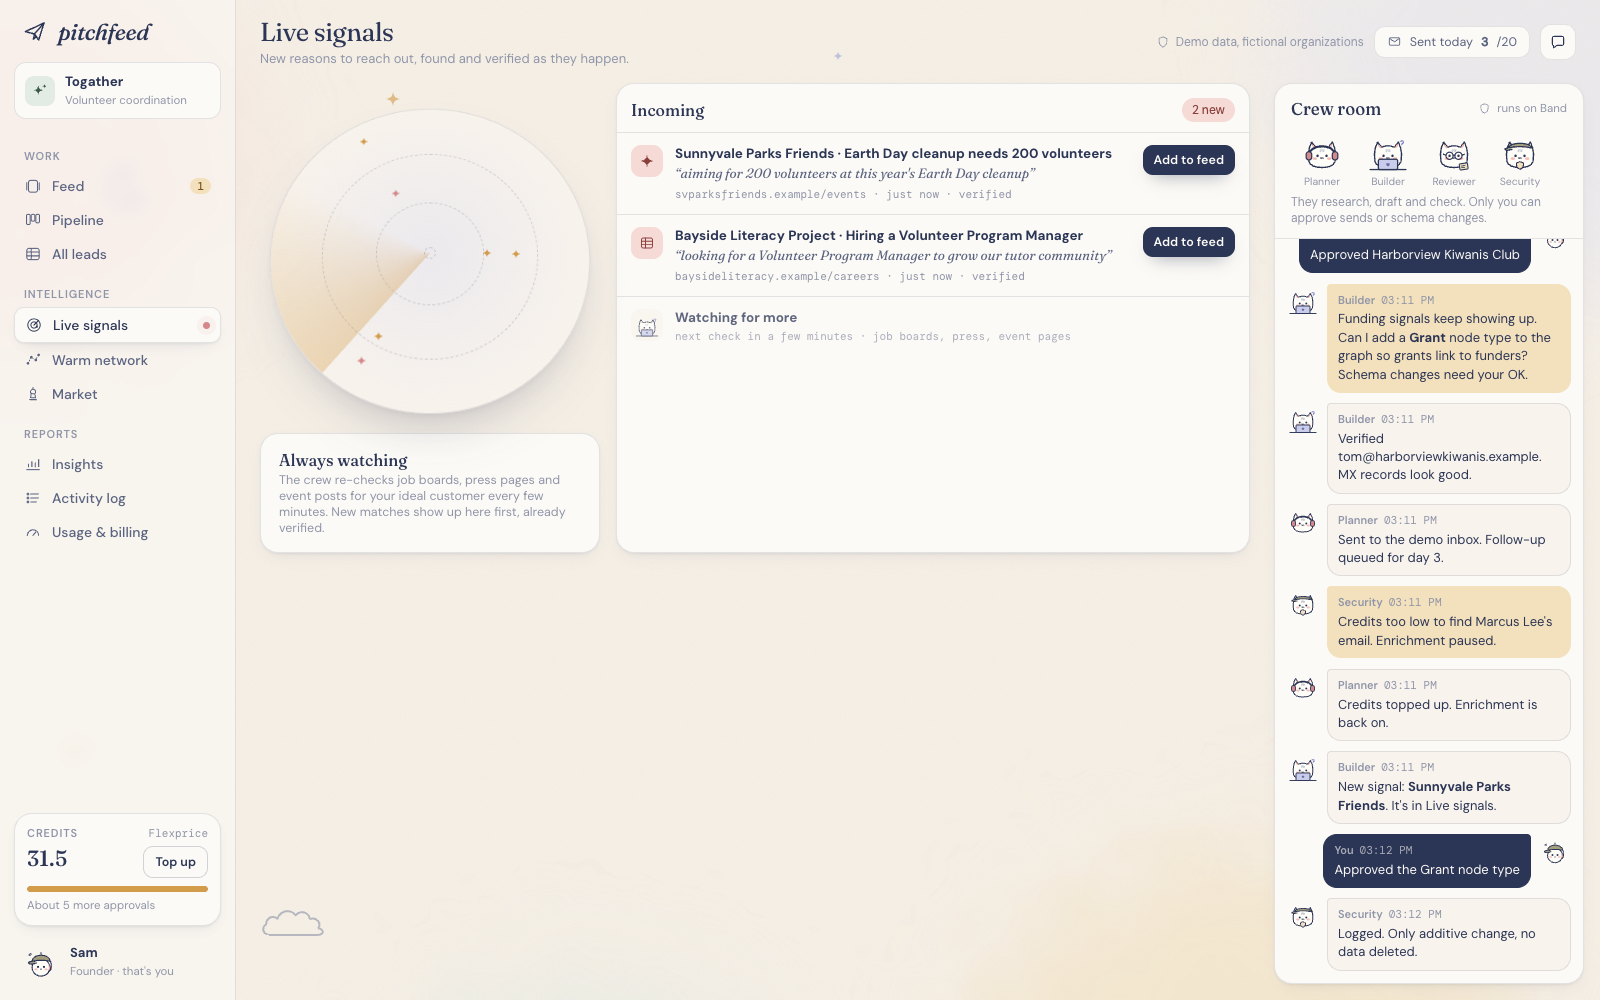 pitchfeed
Togather
Volunteer coordination
WORK
Feed
1
Pipeline
All leads
INTELLIGENCE
Live signals
Warm network
Market
REPORTS
Insights
Activity log
Usage & billing
CREDITS
Flexprice
31.5
Top up
About 5 more approvals
Sam
Founder · that's you
Live signals
New reasons to reach out, found and verified as they happen.
Demo data, fictional organizations
Sent today 3 /20
Always watching
The crew re-checks job boards, press pages and
event posts for your ideal customer every few
minutes. New matches show up here first, already
verified.
Incoming
2 new
Sunnyvale Parks Friends · Earth Day cleanup needs 200 volunteers
“aiming for 200 volunteers at this year's Earth Day cleanup”
svparksfriends.example/events · just now · verified
Add to feed
Bayside Literacy Project · Hiring a Volunteer Program Manager
“looking for a Volunteer Program Manager to grow our tutor community”
baysideliteracy.example/careers · just now · verified
Add to feed
Watching for more
next check in a few minutes · job boards, press, event pages
Crew room
runs on Band
Planner
Builder
Reviewer
Security
They research, draft and check. Only you can
approve sends or schema changes.
Approved Harborview Kiwanis Club
Builder 03:11 PM
Funding signals keep showing up.
Can I add a Grant node type to the
graph so grants link to funders?
Schema changes need your OK.
Builder 03:11 PM
Verified
tom@harborviewkiwanis.example.
MX records look good.
Planner 03:11 PM
Sent to the demo inbox. Follow-up
queued for day 3.
Security 03:11 PM
Credits too low to find Marcus Lee's
email. Enrichment paused.
Planner 03:11 PM
Credits topped up. Enrichment is
back on.
Builder 03:11 PM
New signal: Sunnyvale Parks
Friends. It's in Live signals.
You 03:12 PM
Approved the Grant node type
Security 03:12 PM
Logged. Only additive change, no
data deleted.